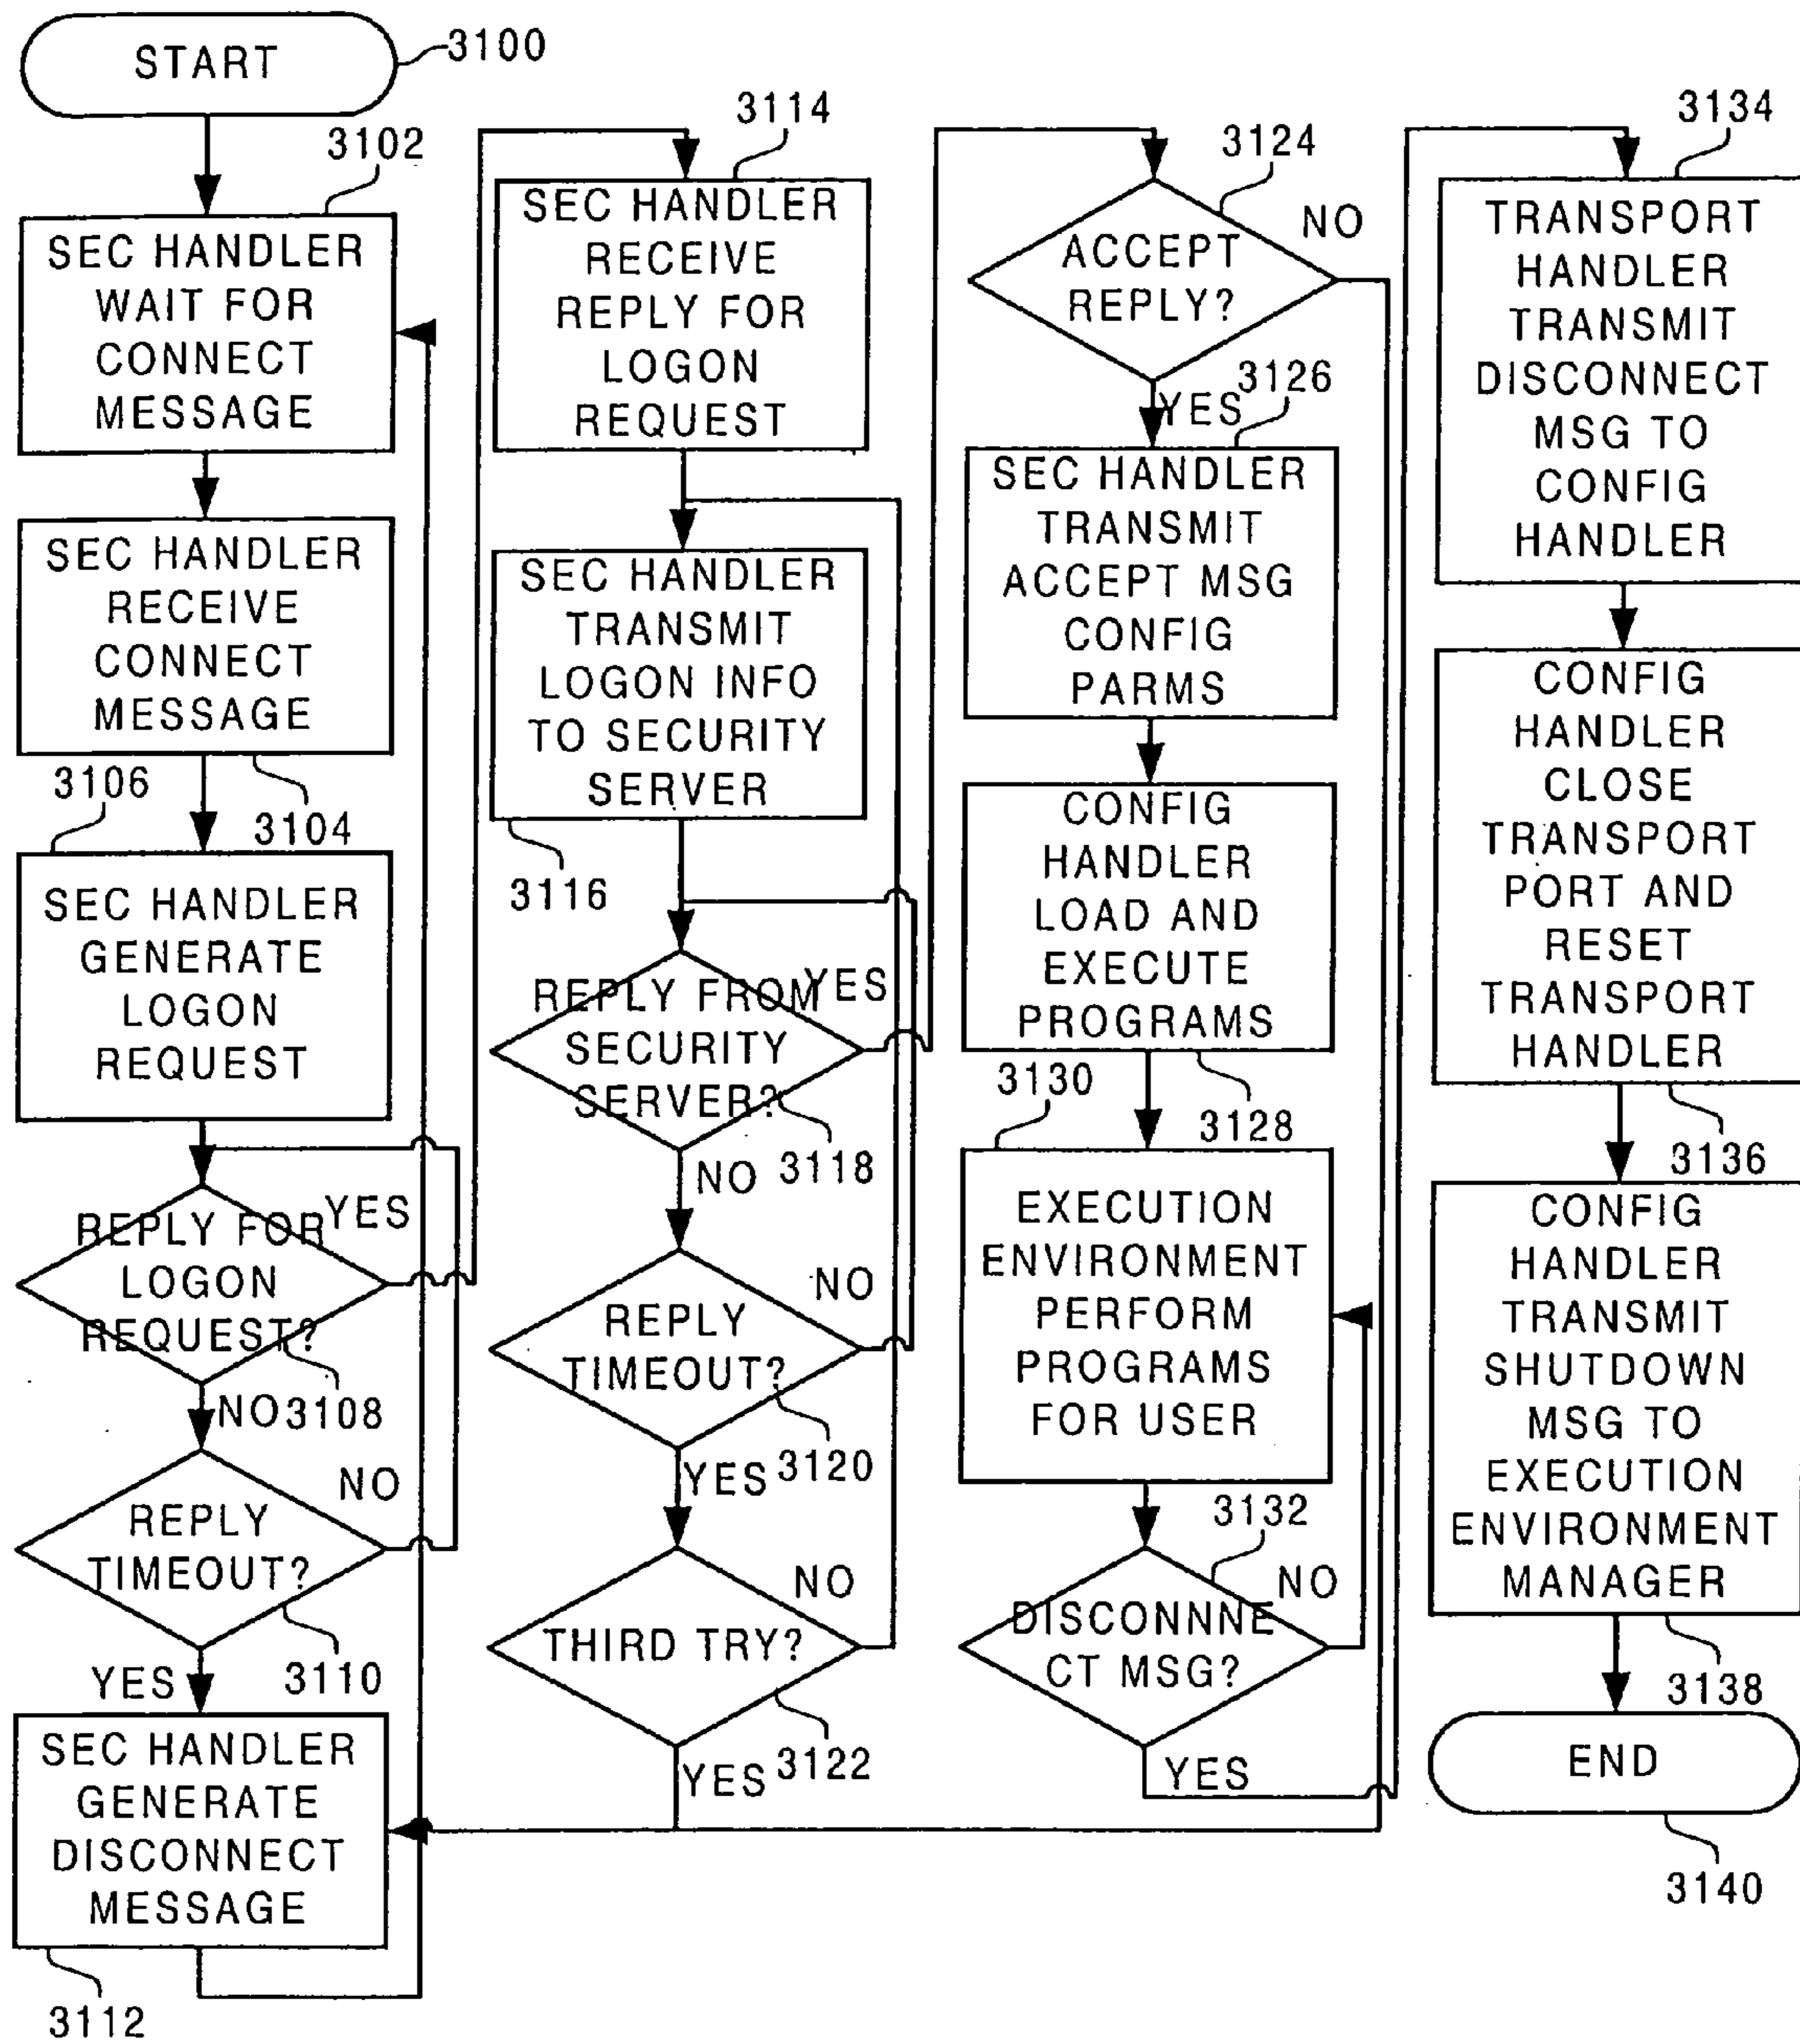 START
3100
3102
SEC HANDLER
WAIT FOR
CONNECT
MESSAGE
SEC HANDLER
RECEIVE
CONNECT
MESSAGE
3104
3106
SEC HANDLER
GENERATE
LOGON
REQUEST
REPLY FOR
LOGON
REQUEST?
YES
NO
3108
REPLY
TIMEOUT?
NO
YES
3110
SEC HANDLER
GENERATE
DISCONNECT
MESSAGE
3112
3114
SEC HANDLER
RECEIVE
REPLY FOR
LOGON
REQUEST
SEC HANDLER
TRANSMIT
LOGON INFO
TO SECURITY
SERVER
3116
REPLY FROM
SECURITY
SERVER?
YES
NO
3118
REPLY
TIMEOUT?
NO
YES
3120
THIRD TRY?
NO
YES
3122
3124
ACCEPT
REPLY?
NO
YES
3126
SEC HANDLER
TRANSMIT
ACCEPT MSG
CONFIG
PARMS
CONFIG
HANDLER
LOAD AND
EXECUTE
PROGRAMS
3128
3130
EXECUTION
ENVIRONMENT
PERFORM
PROGRAMS
FOR USER
3132
DISCONNNE
CT MSG?
NO
YES
3134
TRANSPORT
HANDLER
TRANSMIT
DISCONNECT
MSG TO
CONFIG
HANDLER
CONFIG
HANDLER
CLOSE
TRANSPORT
PORT AND
RESET
TRANSPORT
HANDLER
3136
CONFIG
HANDLER
TRANSMIT
SHUTDOWN
MSG TO
EXECUTION
ENVIRONMENT
MANAGER
3138
END
3140